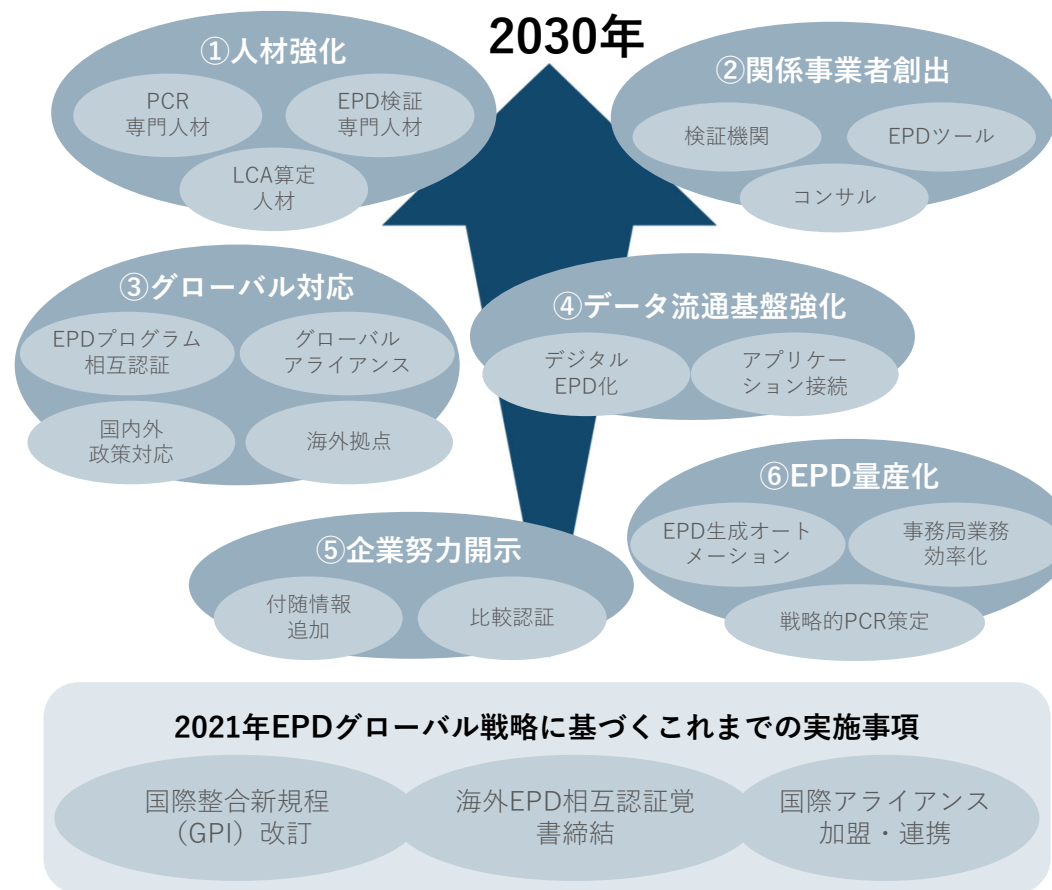 2030年
①人材強化
PCR
専門人材
EPD検証
専門人材
LCA算定
人材
②関係事業者創出
検証機関
EPDツール
コンサル
③グローバル対応
EPDプログラム
相互認証
グローバル
アライアンス
国内外
政策対応
海外拠点
④データ流通基盤強化
デジタル
EPD化
アプリケー
ション接続
⑤企業努力開示
付随情報
追加
比較認証
⑥EPD量産化
EPD生成オート
メーション
事務局業務
効率化
戦略的PCR策定
2021年EPDグローバル戦略に基づくこれまでの実施事項
国際整合新規程
（GPI）改訂
海外EPD相互認証覚
書締結
国際アライアンス
加盟・連携